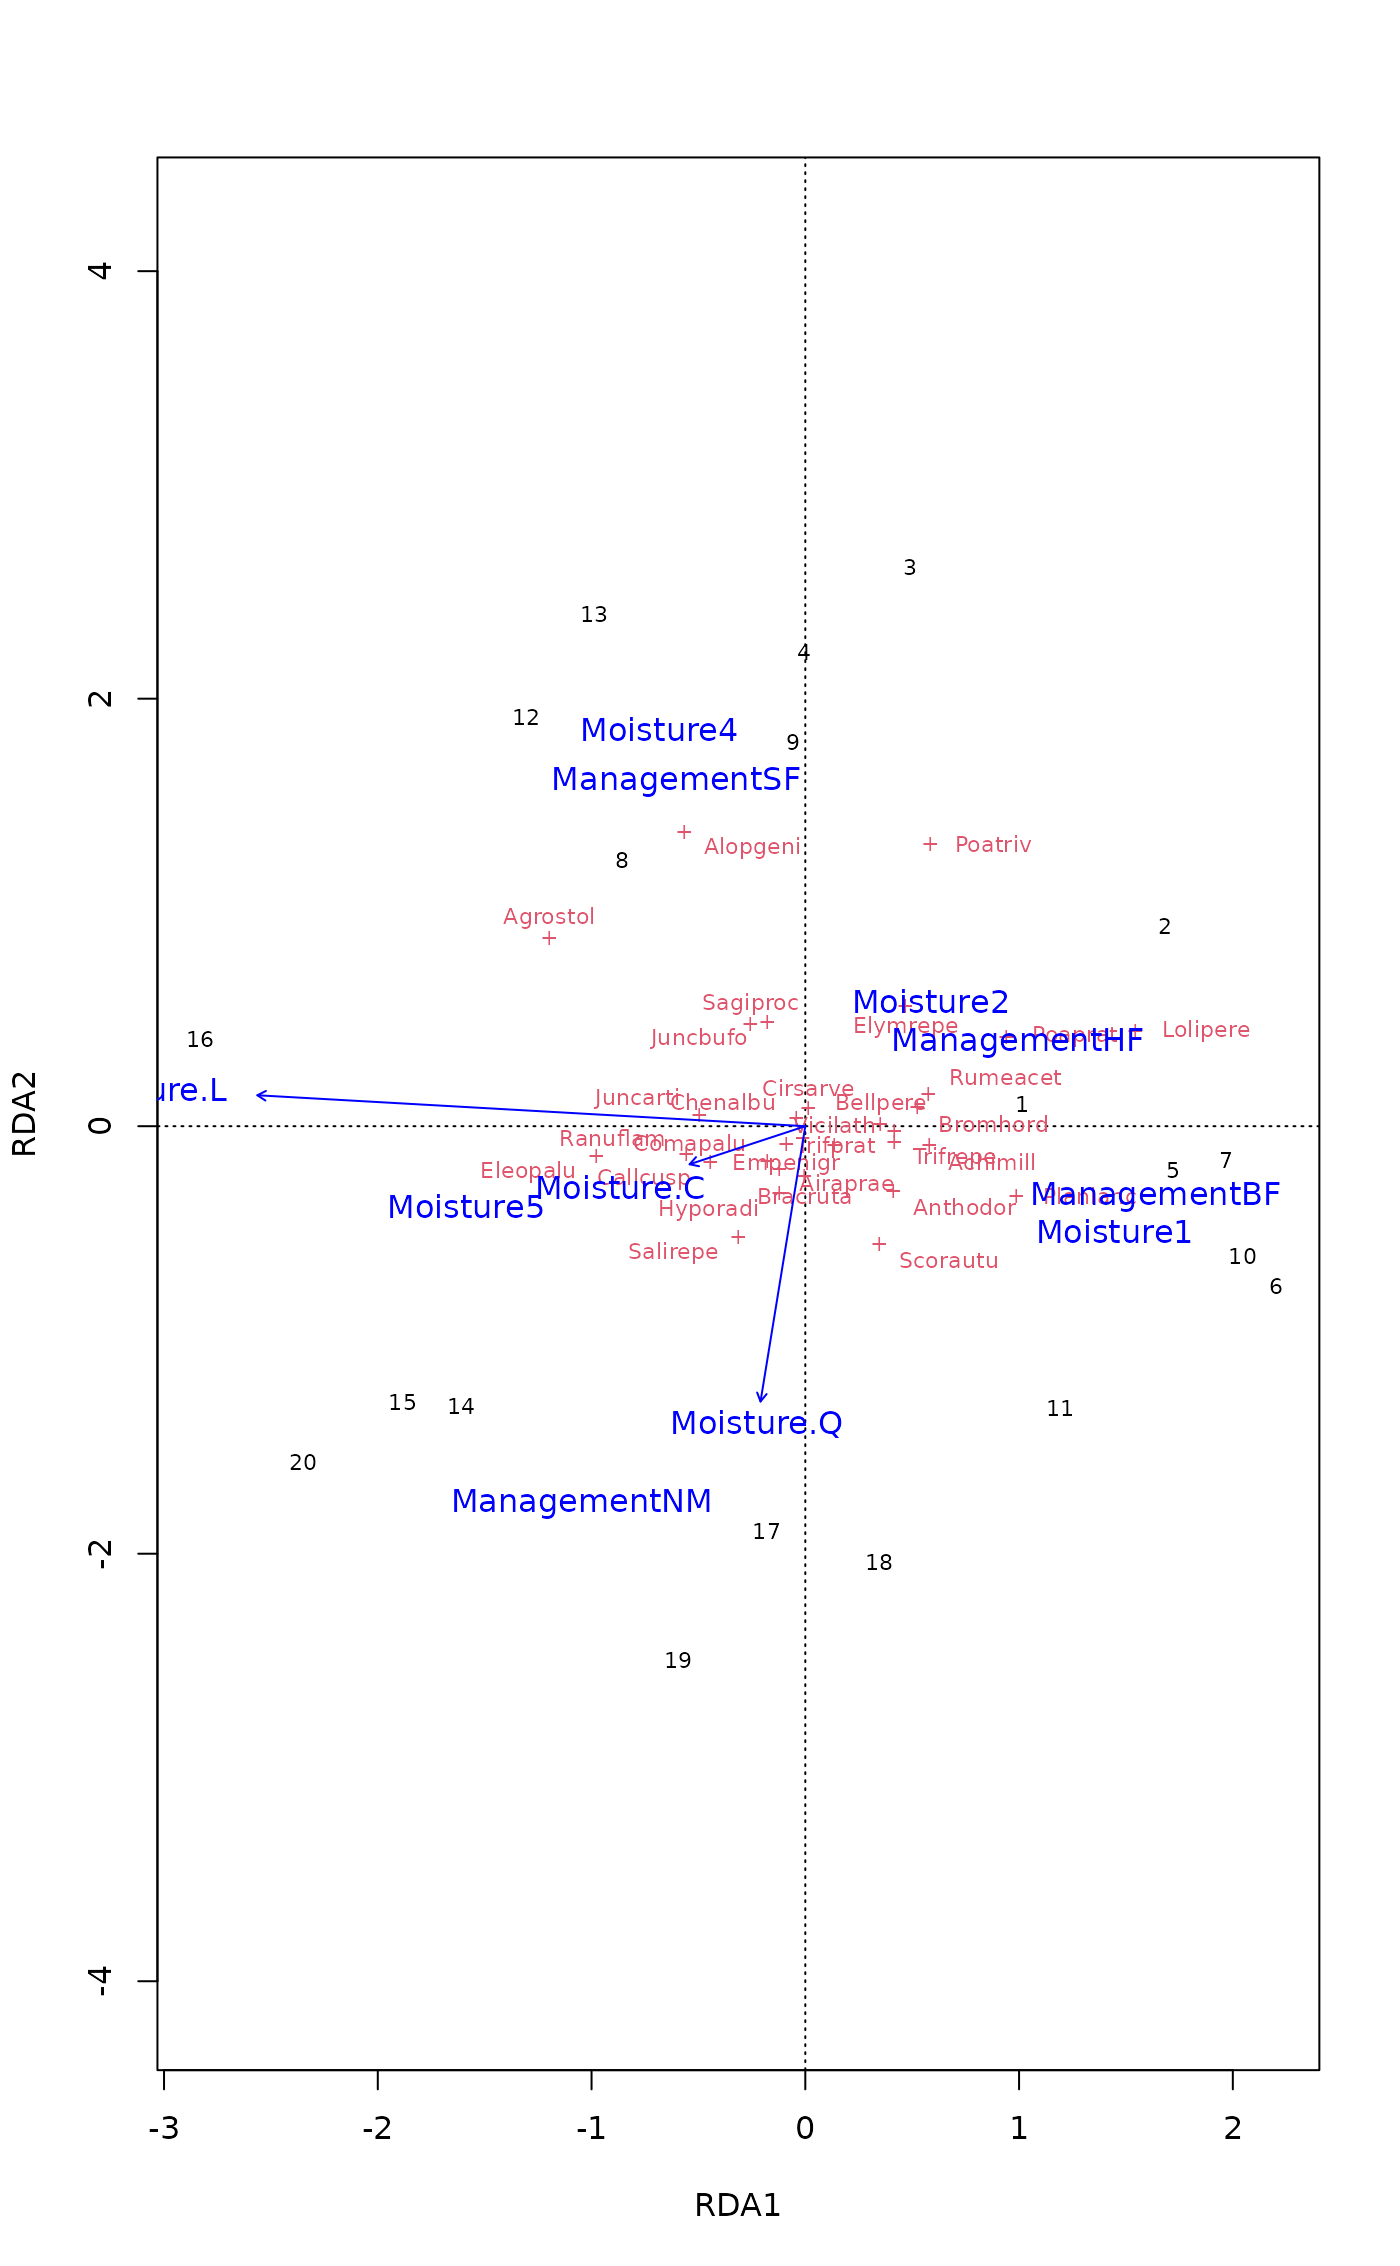 4
3
13
4
2
12
Moisture4
9
ManagementSF
Alopgeni
Poatriv
8
Agrostol
2
Sagiproc
Moisture2
Elymrepe
Juncbufo
Poaprat
Lolipere
ManagementHF
16
Rumeacet
ure.L
Cirsarve
Juncarti
Chenalbu
Bellpere
1
RDA2
0
Vicilath
Bromhord
Ranuflam
Comapalu
Trifprat
Trifrepe
Achimill
7
Empenigr
Eleopalu
5
Callcusp
Airaprae
Moisture.C
Bracruta
ManagementBF
Moisture5
Hyporadi
Anthodor
Moisture1
Salirepe
Scorautu
10
6
15
14
11
Moisture.Q
20
ManagementNM
17
-2
18
19
-4
-3
-2
-1
0
1
2
RDA1